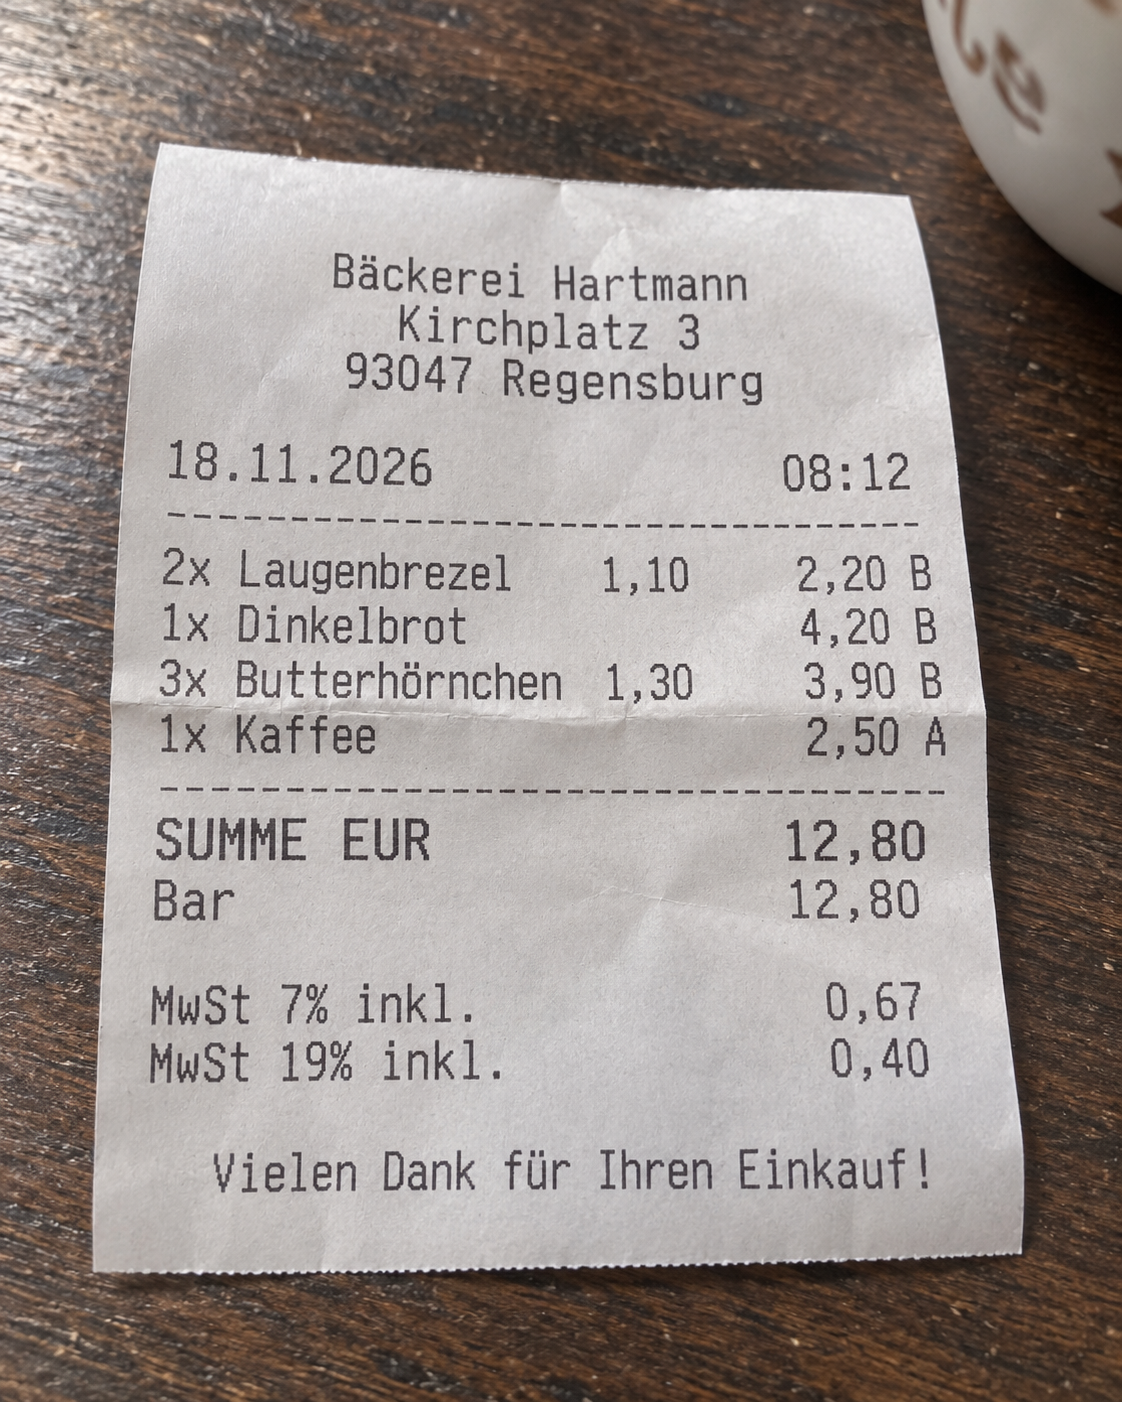 Bäckerei Hartmann
Kirchplatz 3
93047 Regensburg
18.11.2026 08:12
2x Laugenbrezel 1,10 2,20 B
1x Dinkelbrot 4,20 B
3x Butterhörnchen 1,30 3,90 B
1x Kaffee 2,50 A
SUMME EUR 12,80
Bar 12,80
MwSt 7% inkl. 0,67
MwSt 19% inkl. 0,40
Vielen Dank für Ihren Einkauf!